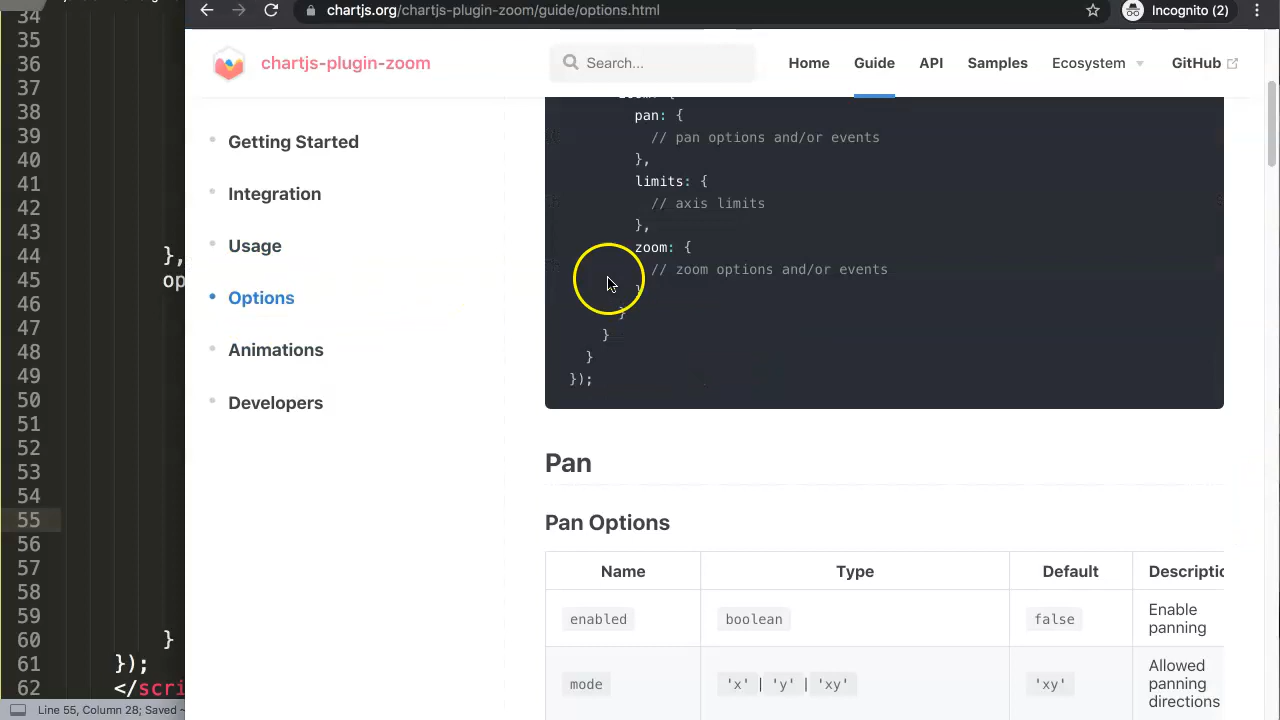 chartjs.org/chartjs-plugin-zoom/guide/options.html
Incognito (2)
chartjs-plugin-zoom
Search...
Home
Guide
API
Samples
Ecosystem
GitHub
Getting Started
Integration
Usage
Options
Animations
Developers
pan: {
// pan options and/or events
},
limits: {
// axis limits
},
zoom: {
// zoom options and/or events
}
}
}
}
});
Pan
Pan Options
Name Type Default Descriptio
enabled boolean false Enable panning
mode 'x' | 'y' | 'xy' 'xy' Allowed panning directions
34
35
36
37
38
39
40
41
42
43
44 },
45 op
46
47
48
49
50
51
52
53
54
55
56
57
58
59
60 }
61 });
62 </scri
Line 55, Column 28; Saved ~